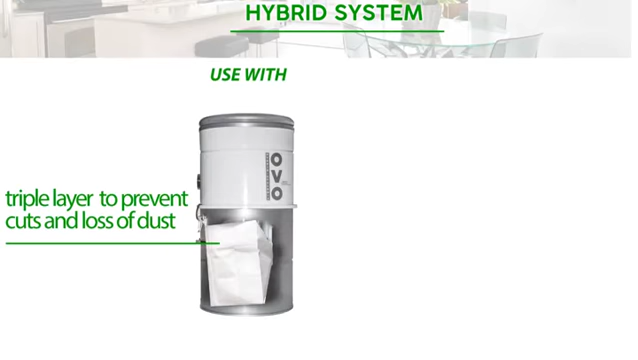 HYBRID SYSTEM
USE WITH
OVO
triple layer to prevent
cuts and loss of dust